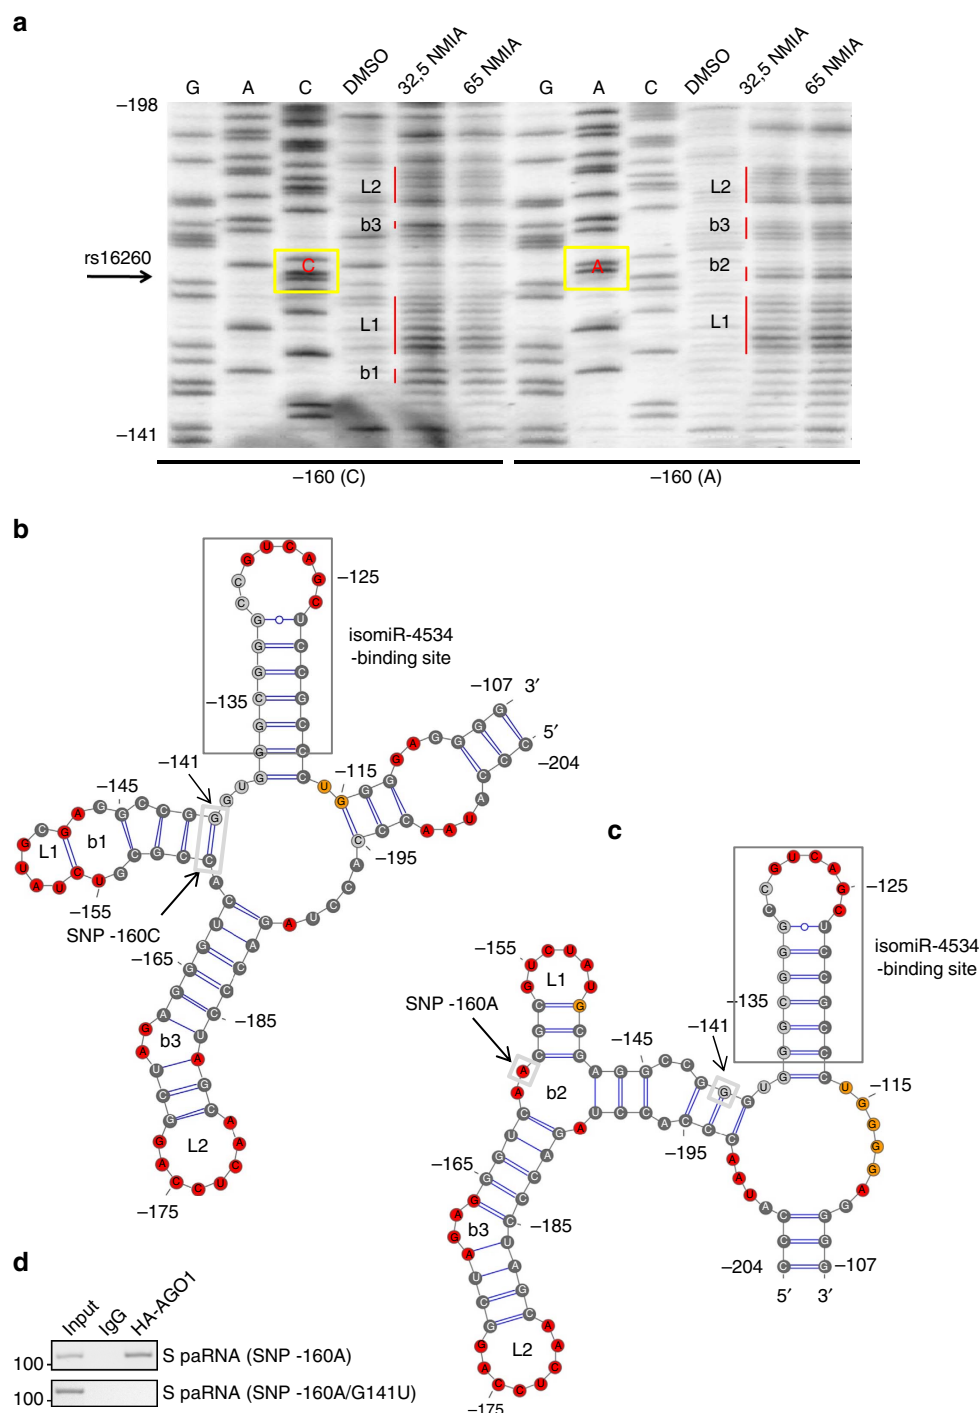 a
G A C DMSO 32,5 NMIA 65 NMIA G A C DMSO 32,5 NMIA 65 NMIA
–198
L2 L2
b3 b3
rs16260 C A b2
L1 L1
b1
–141
–160 (C) –160 (A)
b
–125
isomiR-4534
-binding site
–135
–107 3′
5′
–204
–141
–115
–145
–195
L1 b1
–155
SNP -160C
–165
–185
b3
L2
–175
c
–125
isomiR-4534
-binding site
–155
L1
SNP -160A
–135
–141
–145
–115
b2
–195
–165
–185
b3
–204 –107
5′ 3′
L2
–175
d
Input IgG HA-AGO1
100 S paRNA (SNP -160A)
100 S paRNA (SNP -160A/G141U)